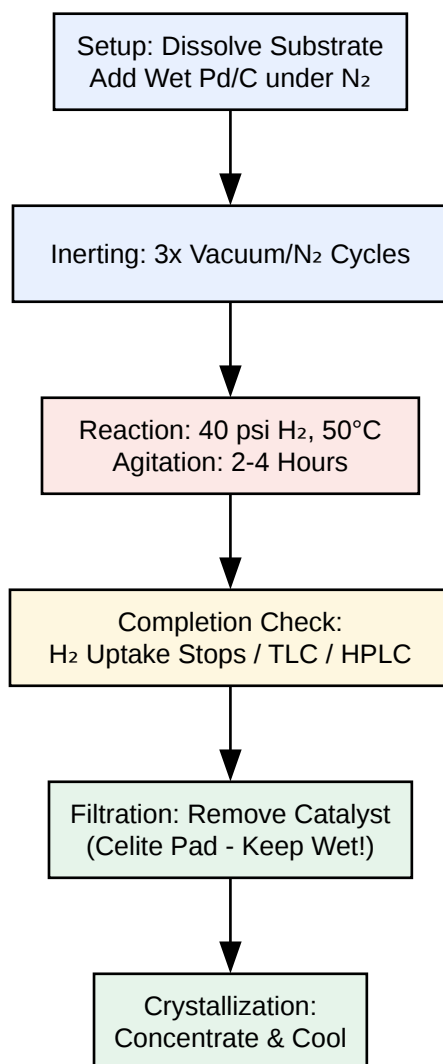 Setup: Dissolve Substrate
Add Wet Pd/C under N₂
Inerting: 3x Vacuum/N₂ Cycles
Reaction: 40 psi H₂, 50°C
Agitation: 2-4 Hours
Completion Check:
H₂ Uptake Stops / TLC / HPLC
Filtration: Remove Catalyst
(Celite Pad - Keep Wet!)
Crystallization:
Concentrate & Cool